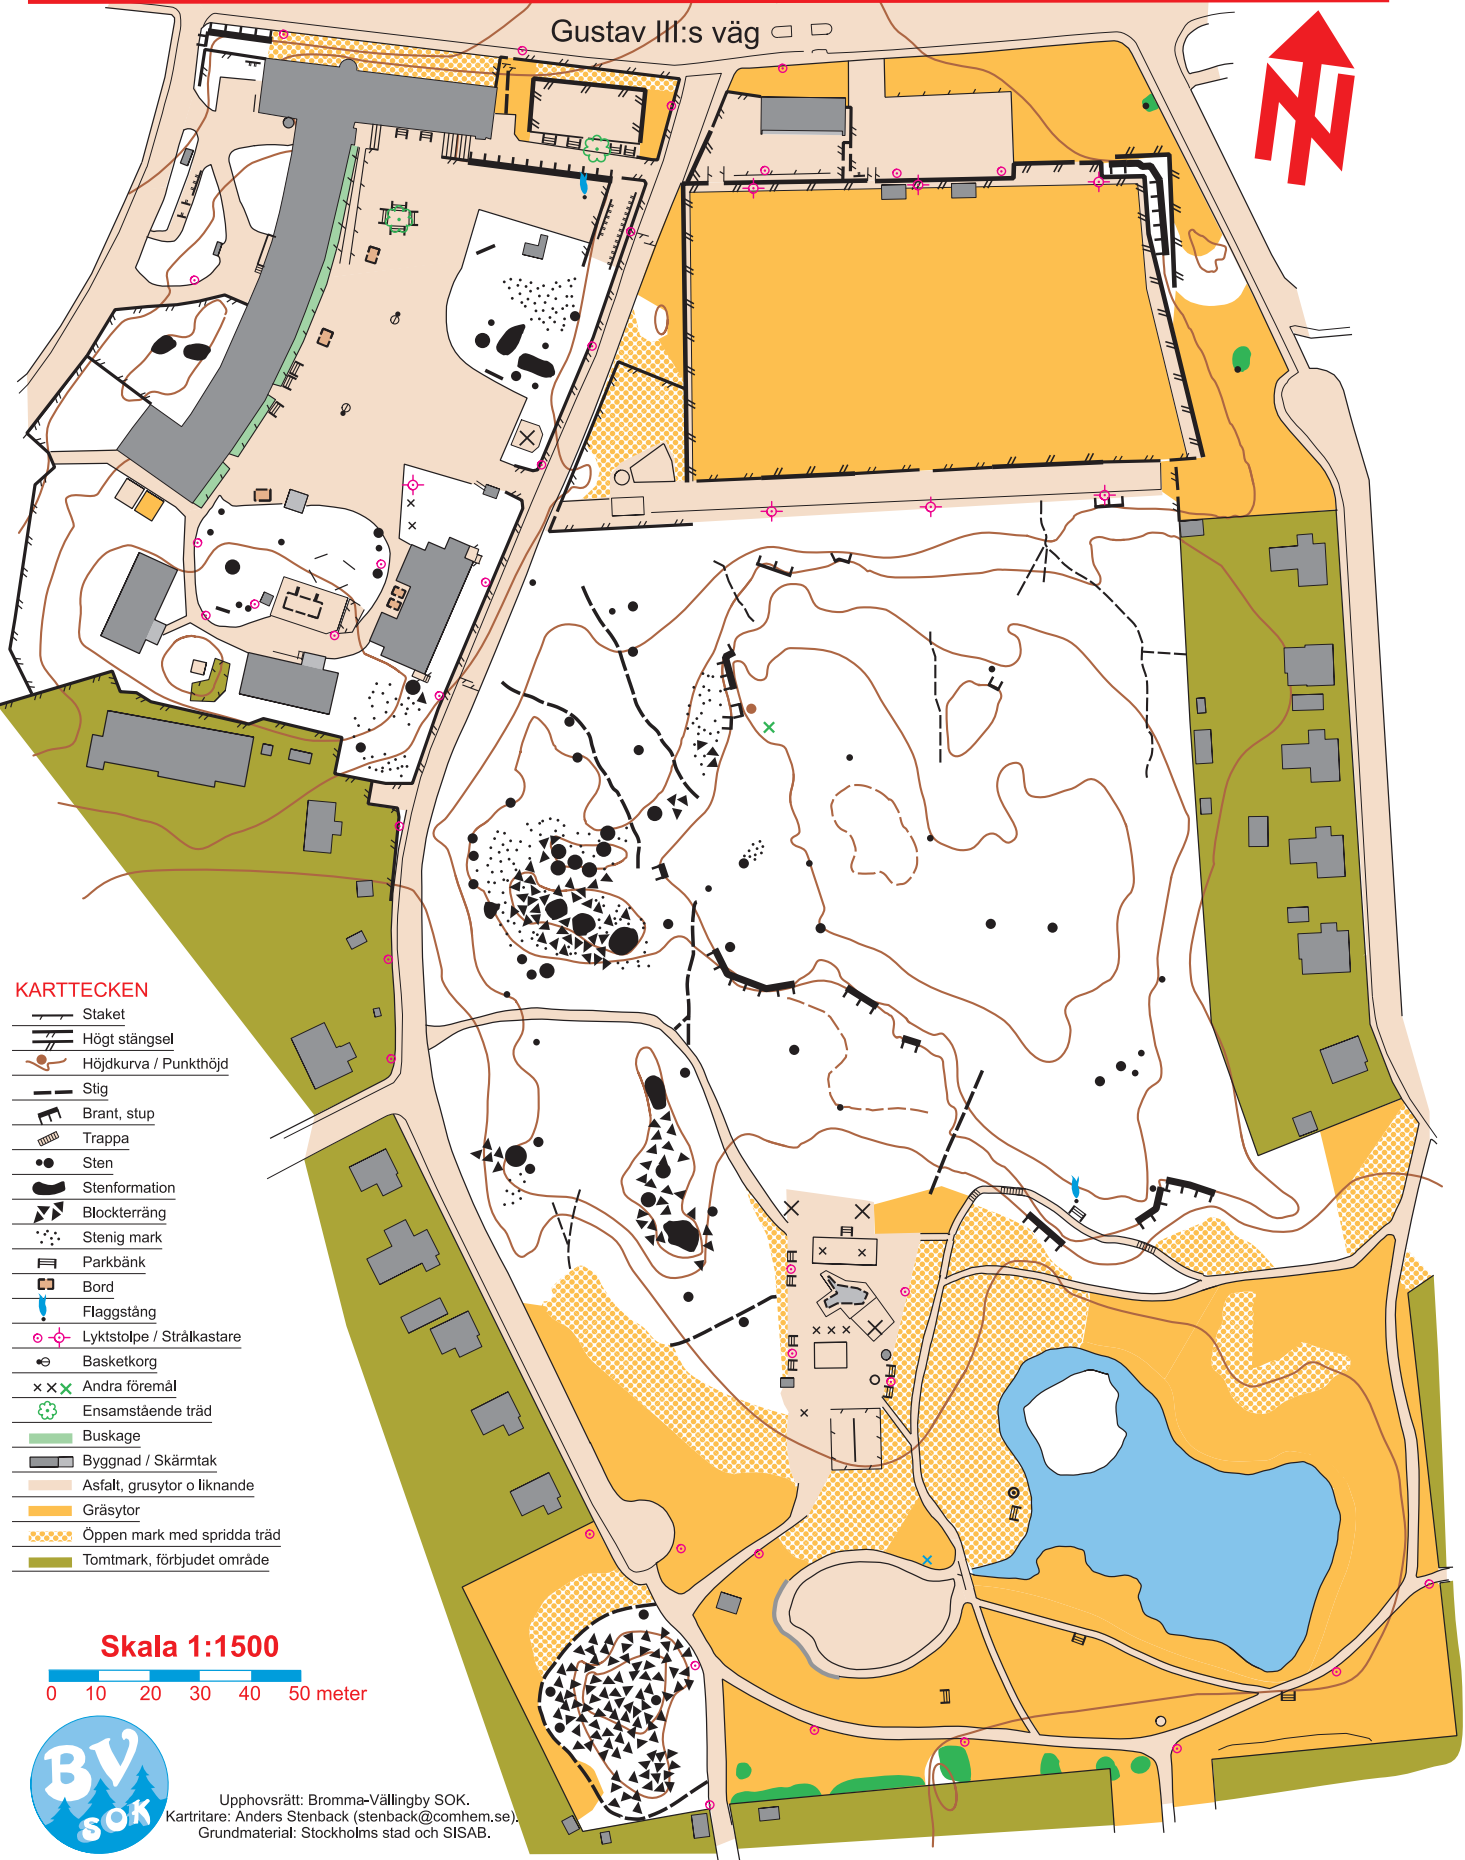 Gustav III:s väg
KARTTECKEN
Staket
Högt stängsel
Höjdkurva / Punkthöjd
Stig
Brant, stup
Trappa
Sten
Stenformation
Blockterräng
Stenig mark
Parkbänk
Bord
Flaggstång
Lyktstolpe / Strålkastare
Basketkorg
Andra föremål
Ensamstående träd
Buskage
Byggnad / Skärmtak
Asfalt, grusytor o liknande
Gräsytor
Öppen mark med spridda träd
Tomtmark, förbjudet område
Skala 1:1500
0 10 20 30 40 50 meter
BV
SOK
Upphovsrätt: Bromma-Vällingby SOK.
Kartritare: Anders Stenback (stenback@comhem.se).
Grundmaterial: Stockholms stad och SISAB.